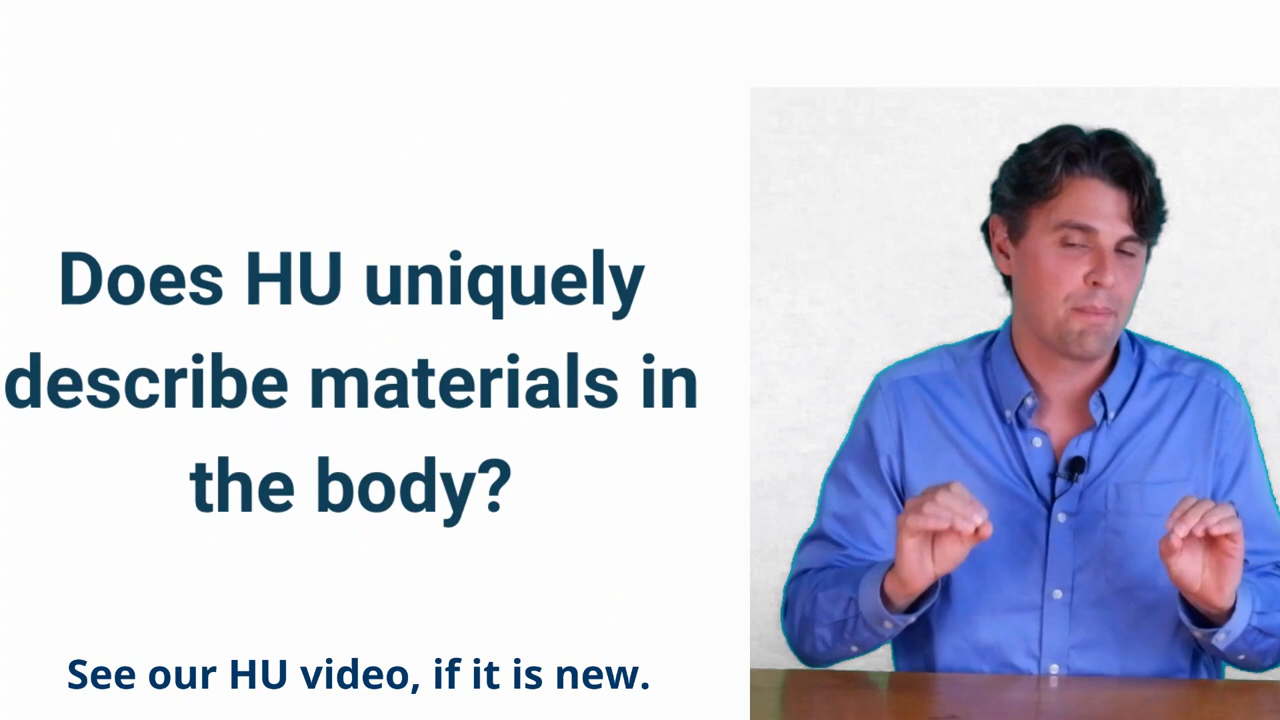 Does HU uniquely
describe materials in
the body?
See our HU video, if it is new.